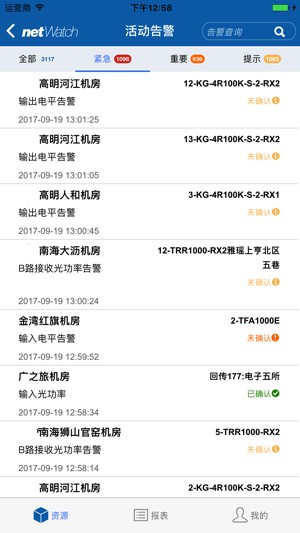 运营商 下午12:58
netWatch 活动告警 告警查询
全部 3117 紧急 1098 重要 936 提示 1083
高明河江机房 12-KG-4R100K-S-2-RX2
输出电平告警 未确认
2017-09-19 13:01:25
高明河江机房 13-KG-4R100K-S-2-RX2
输出电平告警 未确认
2017-09-19 13:01:05
高明人和机房 3-KG-4R100K-S-2-RX1
输出电平告警 未确认
2017-09-19 13:00:45
南海大沥机房 12-TRR1000-RX2雅瑶上亨北区
五巷
B路接收光功率告警 未确认
2017-09-19 13:00:24
金湾红旗机房 2-TFA1000E
输入电平告警 未确认
2017-09-19 12:59:52
广之旅机房 回传177:电子五所
输入光功率 已确认
2017-09-19 12:58:34
南海狮山官窑机房 5-TRR1000-RX2
B路接收光功率告警 未确认
2017-09-19 12:58:14
高明河江机房 2-KG-4R100K-S-2-RX2
资源 报表 我的